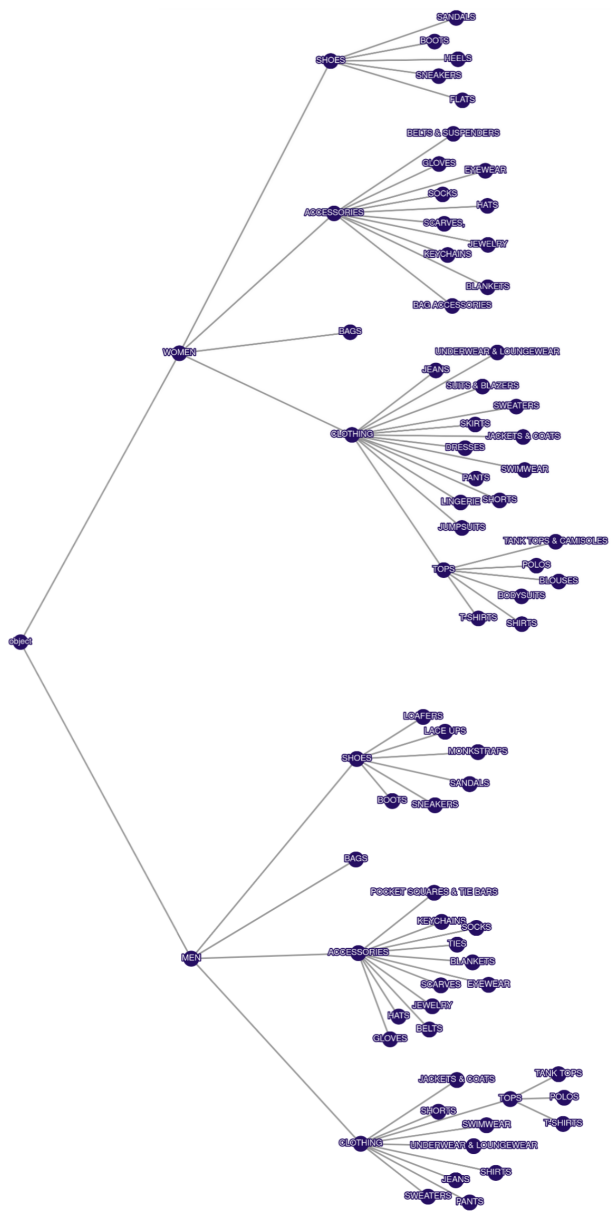 SANDALS
BOOTS
HEELS
SHOES
SNEAKERS
FLATS
BELTS & SUSPENDERS
GLOVES
EYEWEAR
SOCKS
HATS
ACCESSORIES
SCARVES,
JEWELRY
KEYCHAINS
BLANKETS
BAG ACCESSORIES
BAGS
WOMEN
UNDERWEAR & LOUNGEWEAR
JEANS
SUITS & BLAZERS
SWEATERS
SKIRTS
CLOTHING
JACKETS & COATS
DRESSES
SWIMWEAR
PANTS
LINGERIE
SHORTS
JUMPSUITS
TANK TOPS & CAMISOLES
POLOS
TOPS
BLOUSES
BODYSUITS
T-SHIRTS
SHIRTS
object
LOAFERS
LACE UPS
MONKSTRAPS
SHOES
SANDALS
BOOTS
SNEAKERS
BAGS
POCKET SQUARES & TIE BARS
KEYCHAINS
SOCKS
TIES
ACCESSORIES
MEN
BLANKETS
SCARVES
EYEWEAR
JEWELRY
HATS
BELTS
GLOVES
TANK TOPS
JACKETS & COATS
TOPS
POLOS
SHORTS
T-SHIRTS
SWIMWEAR
CLOTHING
UNDERWEAR & LOUNGEWEAR
SHIRTS
JEANS
SWEATERS
PANTS